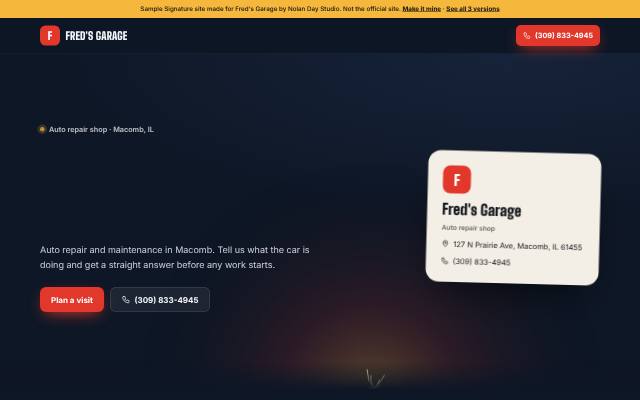 Sample Signature site made for Fred's Garage by Nolan Day Studio. Not the official site. Make it mine · See all 3 versions
F FRED'S GARAGE
(309) 833-4945
Auto repair shop · Macomb, IL
F
Fred's Garage
Auto repair shop
127 N Prairie Ave, Macomb, IL 61455
(309) 833-4945
Auto repair and maintenance in Macomb. Tell us what the car is
doing and get a straight answer before any work starts.
Plan a visit
(309) 833-4945